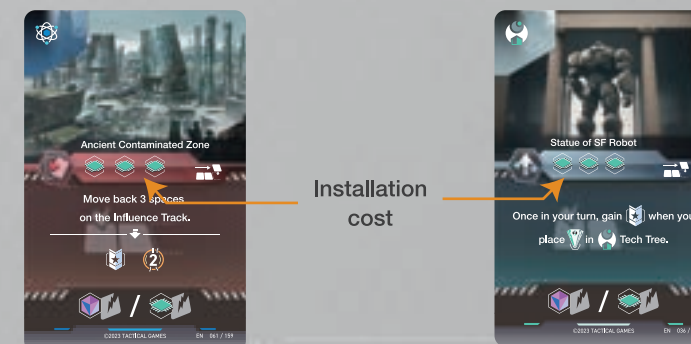 Ancient Contaminated Zone
Move back 3 spaces
on the Influence Track.
2
/
©2023 TACTICAL GAMES EN 061 / 159
Installation
cost
Statue of SF Robot
Once in your turn, gain when you
place in Tech Tree.
/
©2023 TACTICAL GAMES EN 036 /